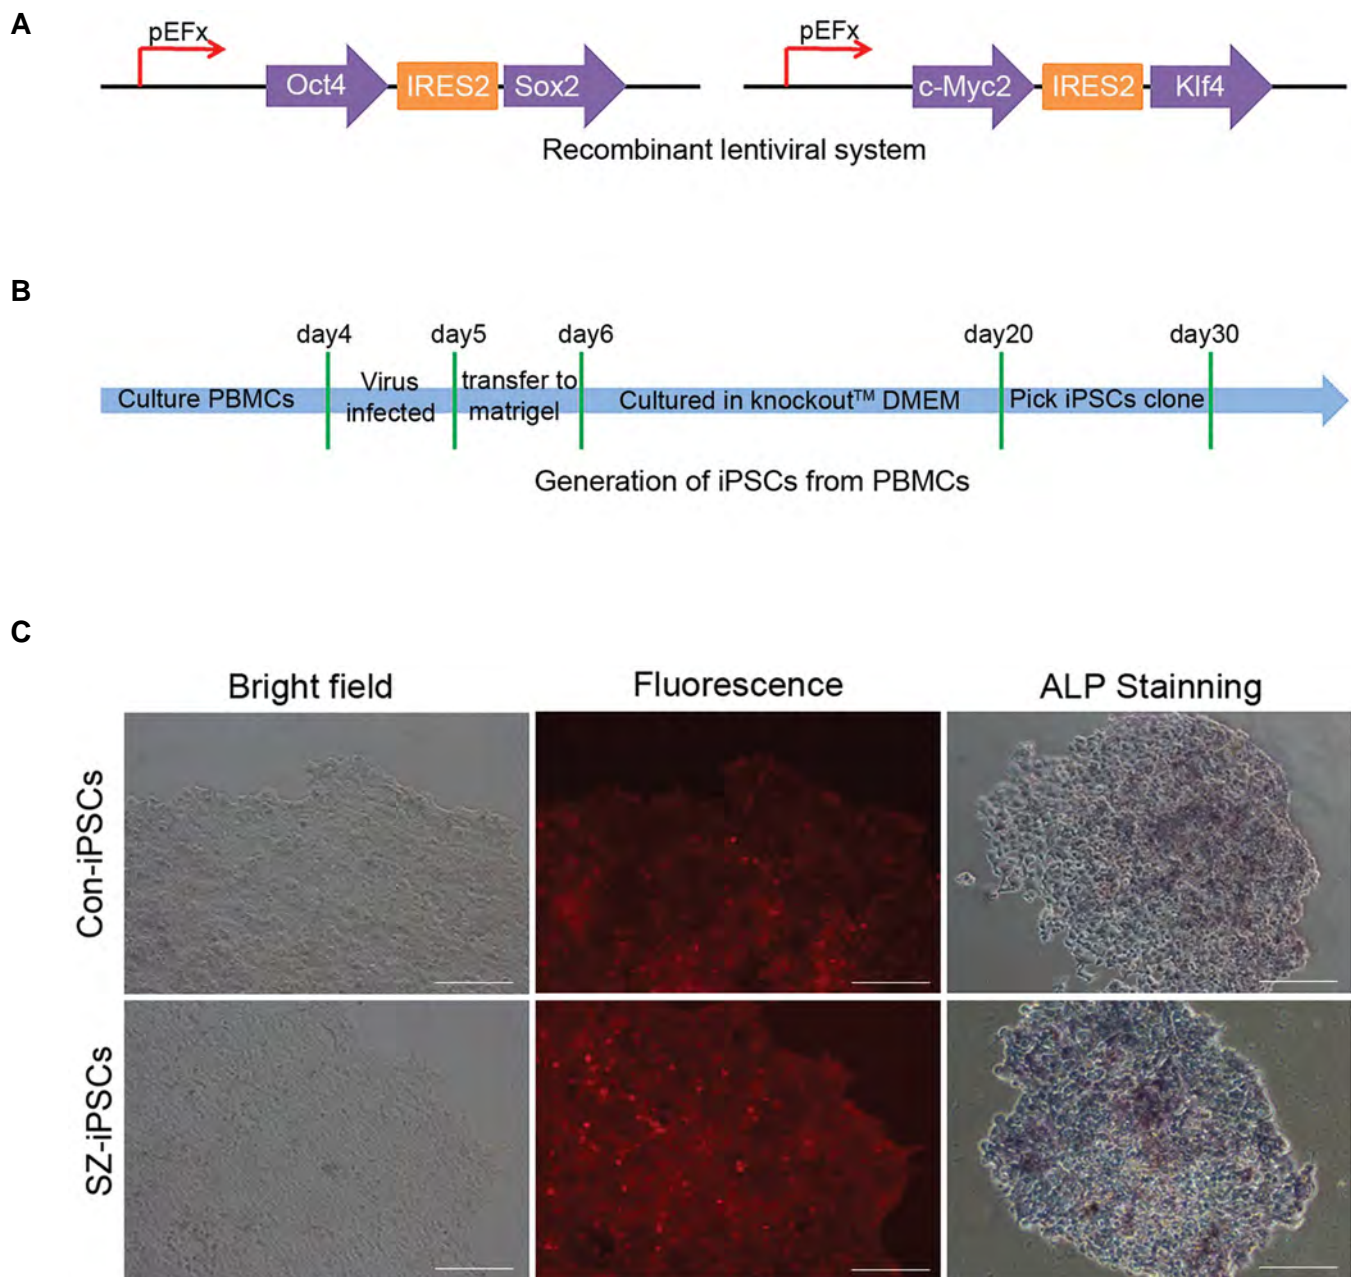 A
pEFx
pEFx
Oct4
IRES2
Sox2
c-Myc2
IRES2
Klf4
Recombinant lentiviral system
B
day4
day5
day6
day20
day30
Culture PBMCs
Virus
infected
transfer to
matrigel
Cultured in knockout™ DMEM
Pick iPSCs clone
Generation of iPSCs from PBMCs
C
Bright field
Fluorescence
ALP Stainning
Con-iPSCs
SZ-iPSCs